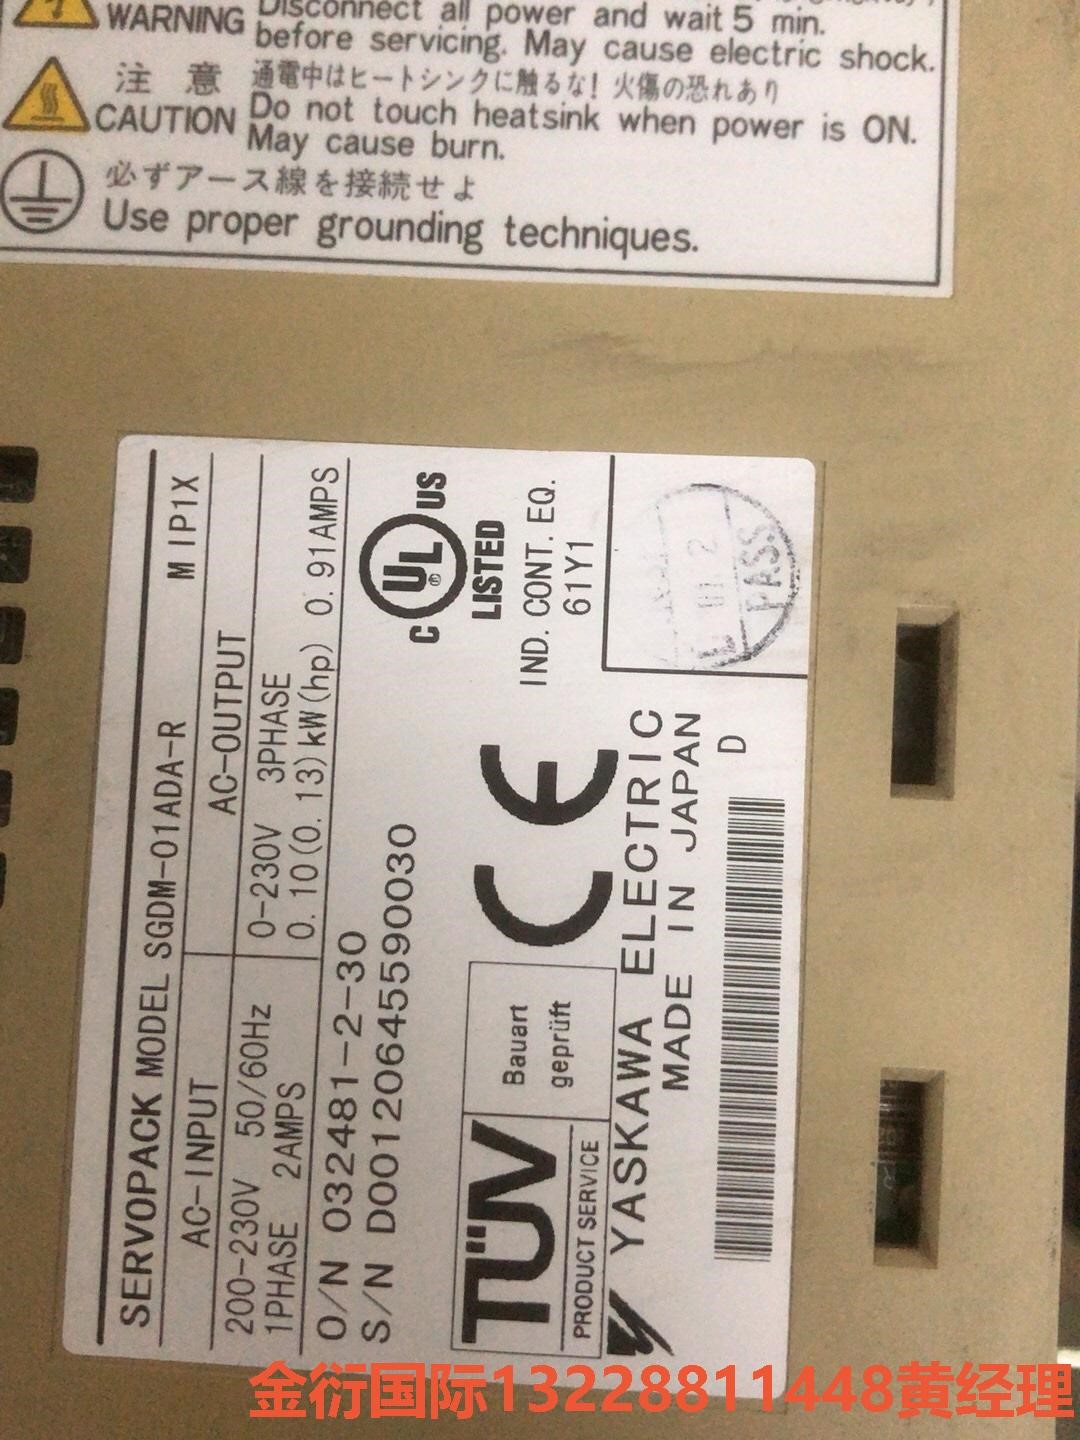 Disconnect all power and wait 5 min.
WARNING before servicing. May cause electric shock.
注 意 通電中はヒートシンクに触るな! 火傷の恐れあり
CAUTION Do not touch heatsink when power is ON.
May cause burn.
必ずアース線を接続せよ
Use proper grounding techniques.
SERVOPACK MODEL SGDM-01ADA-R M IP1X
AC-INPUT AC-OUTPUT
200-230V 50/60Hz 0-230V 3PHASE
1PHASE 2AMPS 0.10(0.13)kW(hp) 0.91AMPS
O/N 032481-2-30
S/N D0012064559​0030
TÜV
PRODUCT SERVICE
Bauart
geprüft
CE
C UL® US
LISTED
IND. CONT. EQ.
61Y1
PASS
YASKAWA ELECTRIC
MADE IN JAPAN
D
金衍国际13228811448黄经理